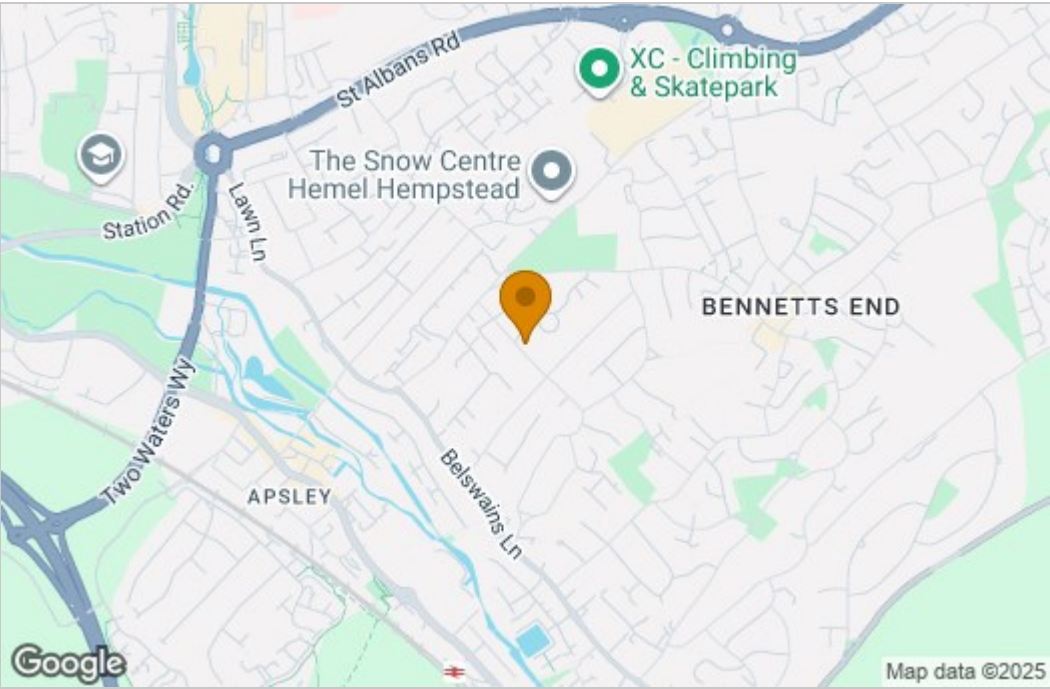 St Albans Rd
XC - Climbing
& Skatepark
The Snow Centre
Hemel Hempstead
Station Rd.
Lawn Ln
BENNETTS END
Two Waters Wy
APSLEY
Belswains Ln
Google
Map data ©2025